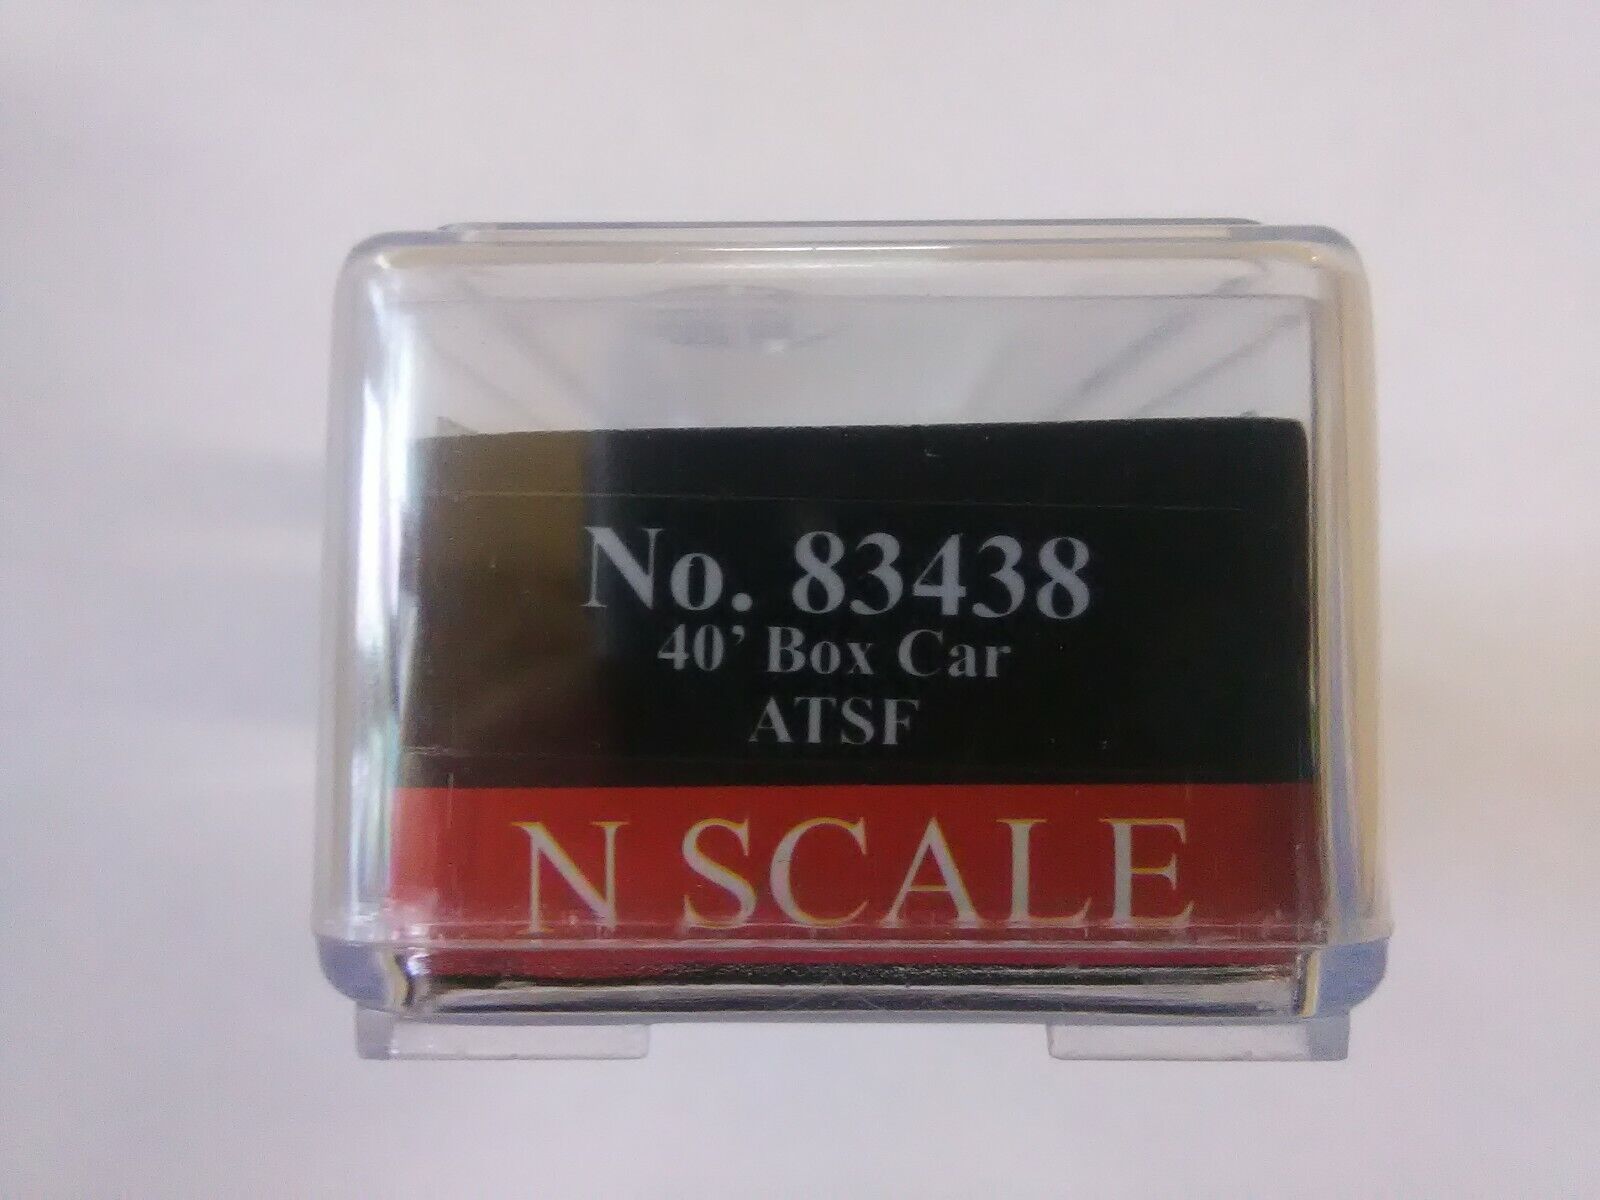 No. 83438
40’ Box Car
ATSF
N SCALE